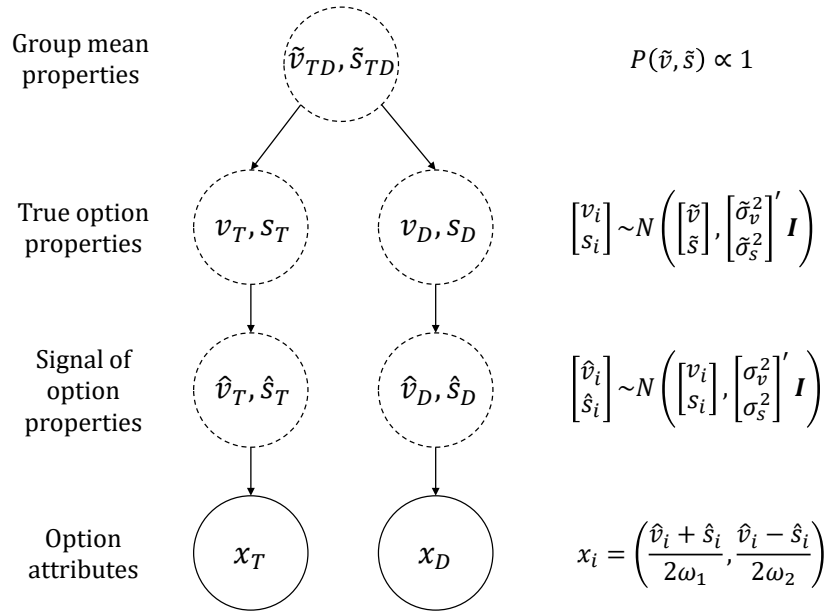 Group mean
properties
ṽ_TD, s̃_TD
P(ṽ, s̃) ∝ 1
True option
properties
v_T, s_T
v_D, s_D
[v_i s_i] ~N ([ṽ s̃], [σ̃_v^2 σ̃_s^2]′ I)
Signal of
option
properties
v̂_T, ŝ_T
v̂_D, ŝ_D
[v̂_i ŝ_i] ~N ([v_i s_i], [σ_v^2 σ_s^2]′ I)
Option
attributes
x_T
x_D
x_i = ((v̂_i + ŝ_i)/(2ω_1), (v̂_i − ŝ_i)/(2ω_2))